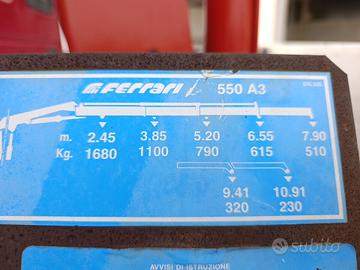 Ferrari 550 A3
m. 2.45 3.85 5.20 6.55 7.90
Kg. 1680 1100 790 615 510
9.41 10.91
320 230
AVVISI DI ISTRUZIONE
subito